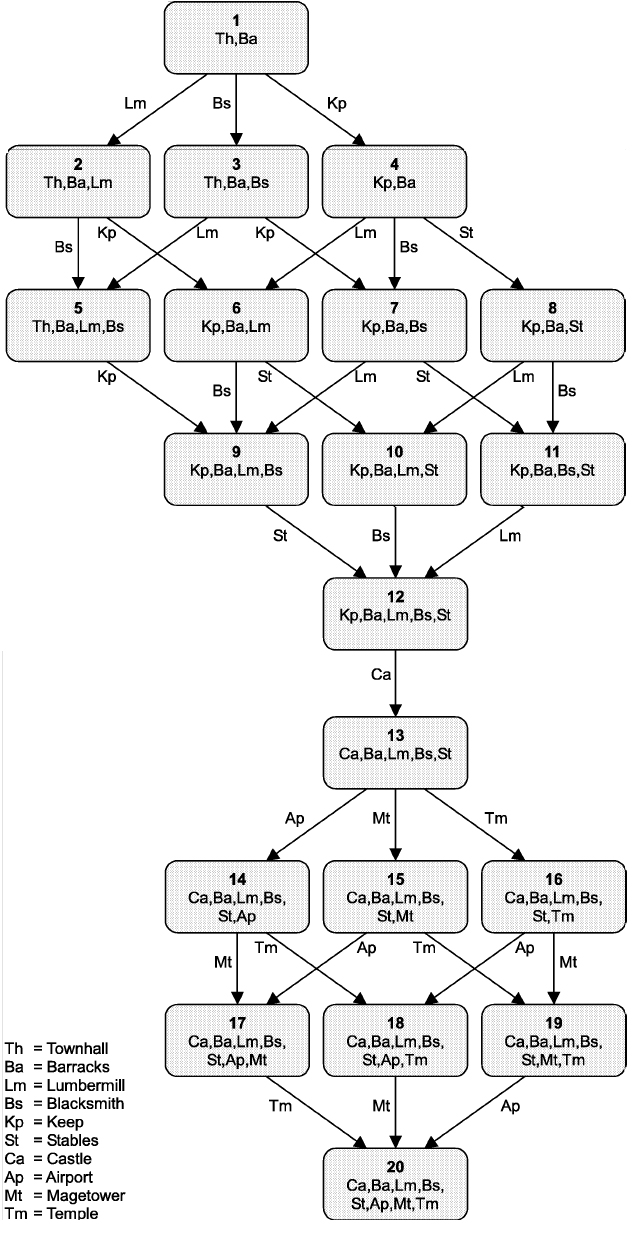 1
Th,Ba
Lm
Bs
Kp
2
Th,Ba,Lm
3
Th,Ba,Bs
4
Kp,Ba
Bs
Kp
Lm
Kp
Lm
Bs
St
5
Th,Ba,Lm,Bs
6
Kp,Ba,Lm
7
Kp,Ba,Bs
8
Kp,Ba,St
Kp
Bs
St
Lm
St
Lm
Bs
9
Kp,Ba,Lm,Bs
10
Kp,Ba,Lm,St
11
Kp,Ba,Bs,St
St
Bs
Lm
12
Kp,Ba,Lm,Bs,St
Ca
13
Ca,Ba,Lm,Bs,St
Ap
Mt
Tm
14
Ca,Ba,Lm,Bs,
St,Ap
15
Ca,Ba,Lm,Bs,
St,Mt
16
Ca,Ba,Lm,Bs,
St,Tm
Mt
Tm
Ap
Tm
Ap
Mt
17
Ca,Ba,Lm,Bs,
St,Ap,Mt
18
Ca,Ba,Lm,Bs,
St,Ap,Tm
19
Ca,Ba,Lm,Bs,
St,Mt,Tm
Tm
Mt
Ap
20
Ca,Ba,Lm,Bs,
St,Ap,Mt,Tm
Th = Townhall
Ba = Barracks
Lm = Lumbermill
Bs = Blacksmith
Kp = Keep
St = Stables
Ca = Castle
Ap = Airport
Mt = Magetower
Tm = Temple